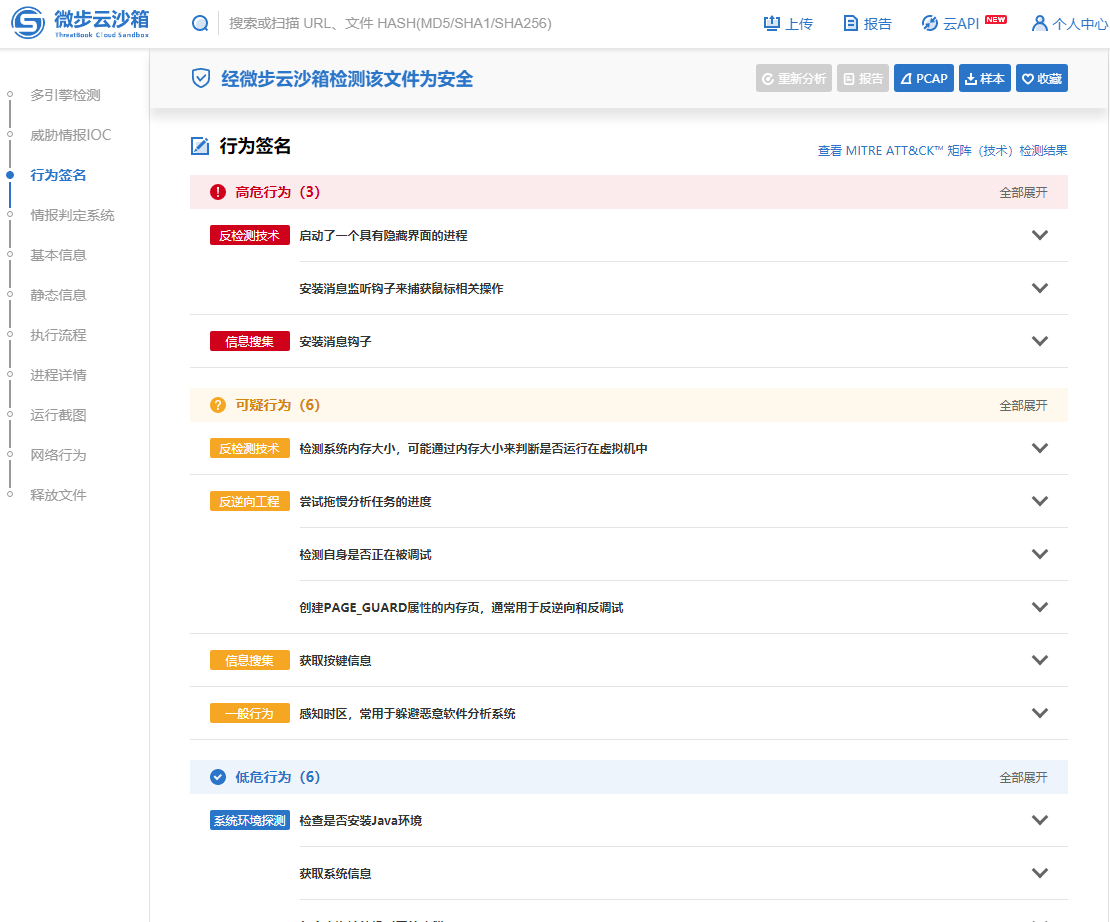 微步云沙箱
ThreatBook Cloud Sandbox
搜索或扫描 URL、文件 HASH(MD5/SHA1/SHA256)
上传
报告
云API
NEW
个人中心
经微步云沙箱检测该文件为安全
重新分析
报告
PCAP
样本
收藏
多引擎检测
威胁情报IOC
行为签名
情报判定系统
基本信息
静态信息
执行流程
进程详情
运行截图
网络行为
释放文件
行为签名
查看 MITRE ATT&CK™ 矩阵（技术）检测结果
高危行为（3）
全部展开
反检测技术 启动了一个具有隐藏界面的进程
安装消息监听钩子来捕获鼠标相关操作
信息搜集 安装消息钩子
可疑行为（6）
全部展开
反检测技术 检测系统内存大小，可能通过内存大小来判断是否运行在虚拟机中
反逆向工程 尝试拖慢分析任务的进度
检测自身是否正在被调试
创建PAGE_GUARD属性的内存页，通常用于反逆向和反调试
信息搜集 获取按键信息
一般行为 感知时区，常用于躲避恶意软件分析系统
低危行为（6）
全部展开
系统环境探测 检查是否安装Java环境
获取系统信息